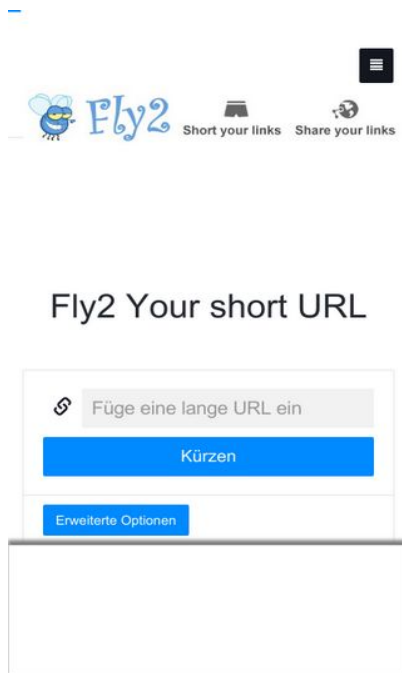 Fly2
Short your links Share your links
Fly2 Your short URL
Füge eine lange URL ein
Kürzen
Erweiterte Optionen